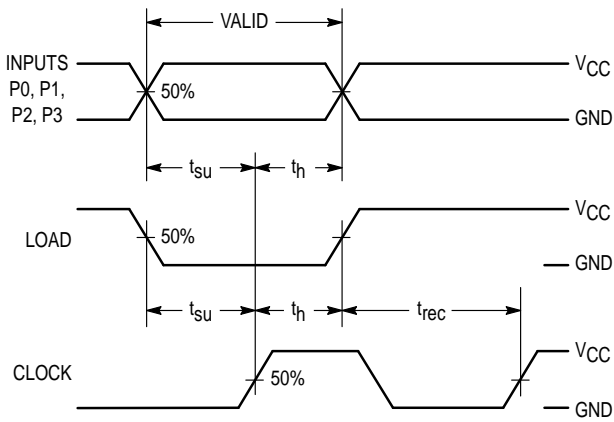 VALID
INPUTS
P0, P1,
P2, P3
50%
VCC
GND
tsu
th
LOAD
50%
VCC
GND
tsu
th
trec
CLOCK
50%
VCC
GND